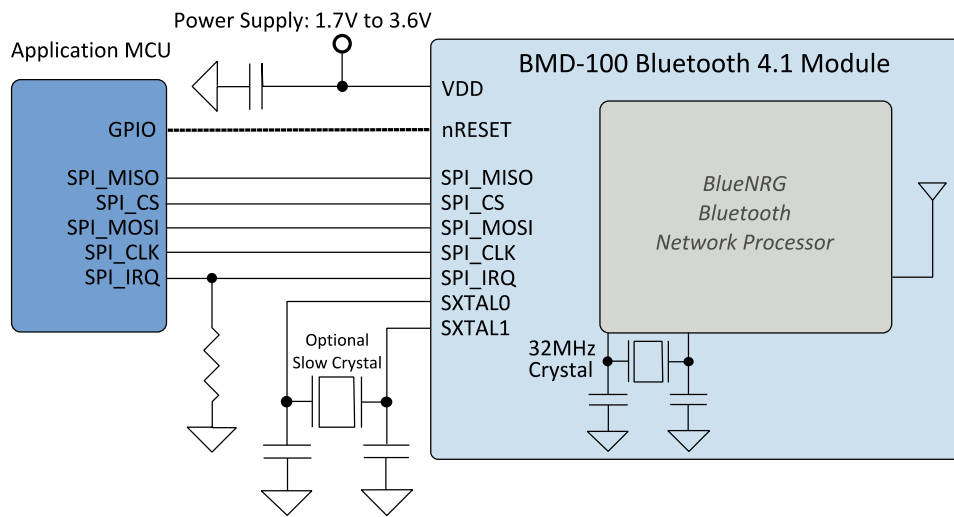 Power Supply: 1.7V to 3.6V
Application MCU
BMD-100 Bluetooth 4.1 Module
VDD
GPIO
nRESET
SPI_MISO
SPI_CS
SPI_MOSI
SPI_CLK
SPI_IRQ
SPI_MISO
SPI_CS
SPI_MOSI
SPI_CLK
SPI_IRQ
SXTAL0
SXTAL1
BlueNRG
Bluetooth
Network Processor
Optional
Slow Crystal
32MHz
Crystal